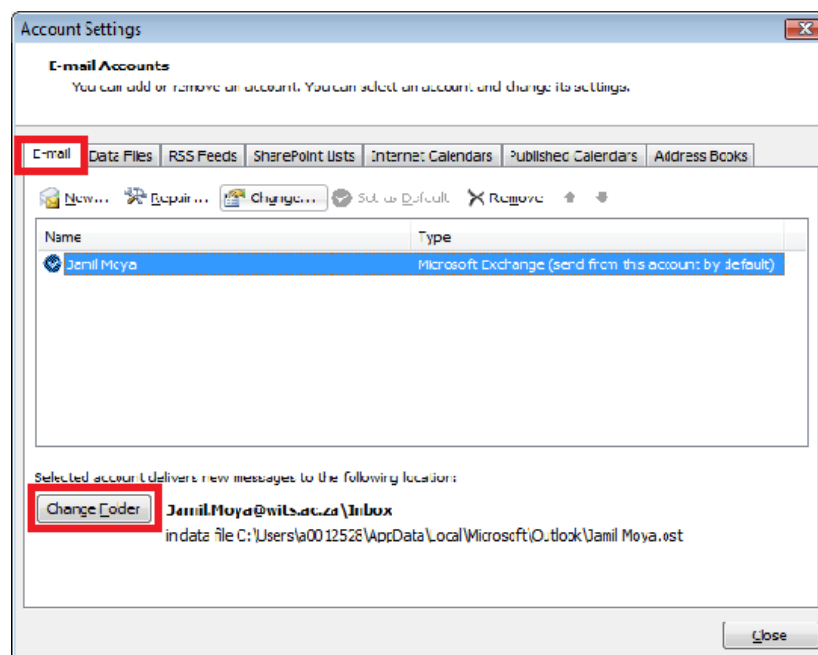 Account Settings
E-mail Accounts
You can add or remove an account. You can select an account and change its settings.
E-mail Data Files RSS Feeds SharePoint Lists Internet Calendars Published Calendars Address Books
New... Repair... Change... Set as Default Remove
Name Type
Jamil Moya Microsoft Exchange (send from this account by default)
Selected account delivers new messages to the following location:
Change Folder Jamil.Moya@wits.ac.za\Inbox
in data file C:\Users\a0012528\AppData\Local\Microsoft\Outlook\Jamil Moya.ost
Close